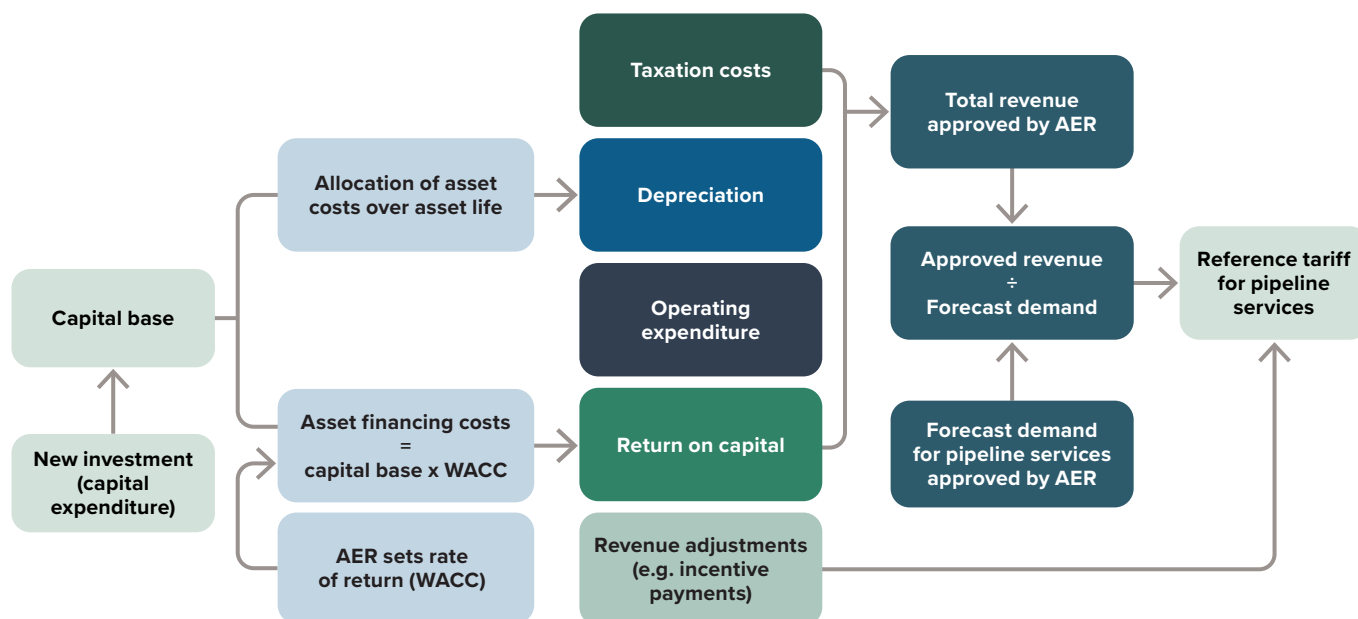 Taxation costs
Total revenue
approved by AER
Allocation of asset
costs over asset life
Depreciation
Capital base
Operating
expenditure
Approved revenue
÷
Forecast demand
Reference tariff
for pipeline
services
New investment
(capital
expenditure)
Asset financing costs
=
capital base x WACC
Return on capital
Forecast demand
for pipeline services
approved by AER
AER sets rate
of return (WACC)
Revenue adjustments
(e.g. incentive
payments)